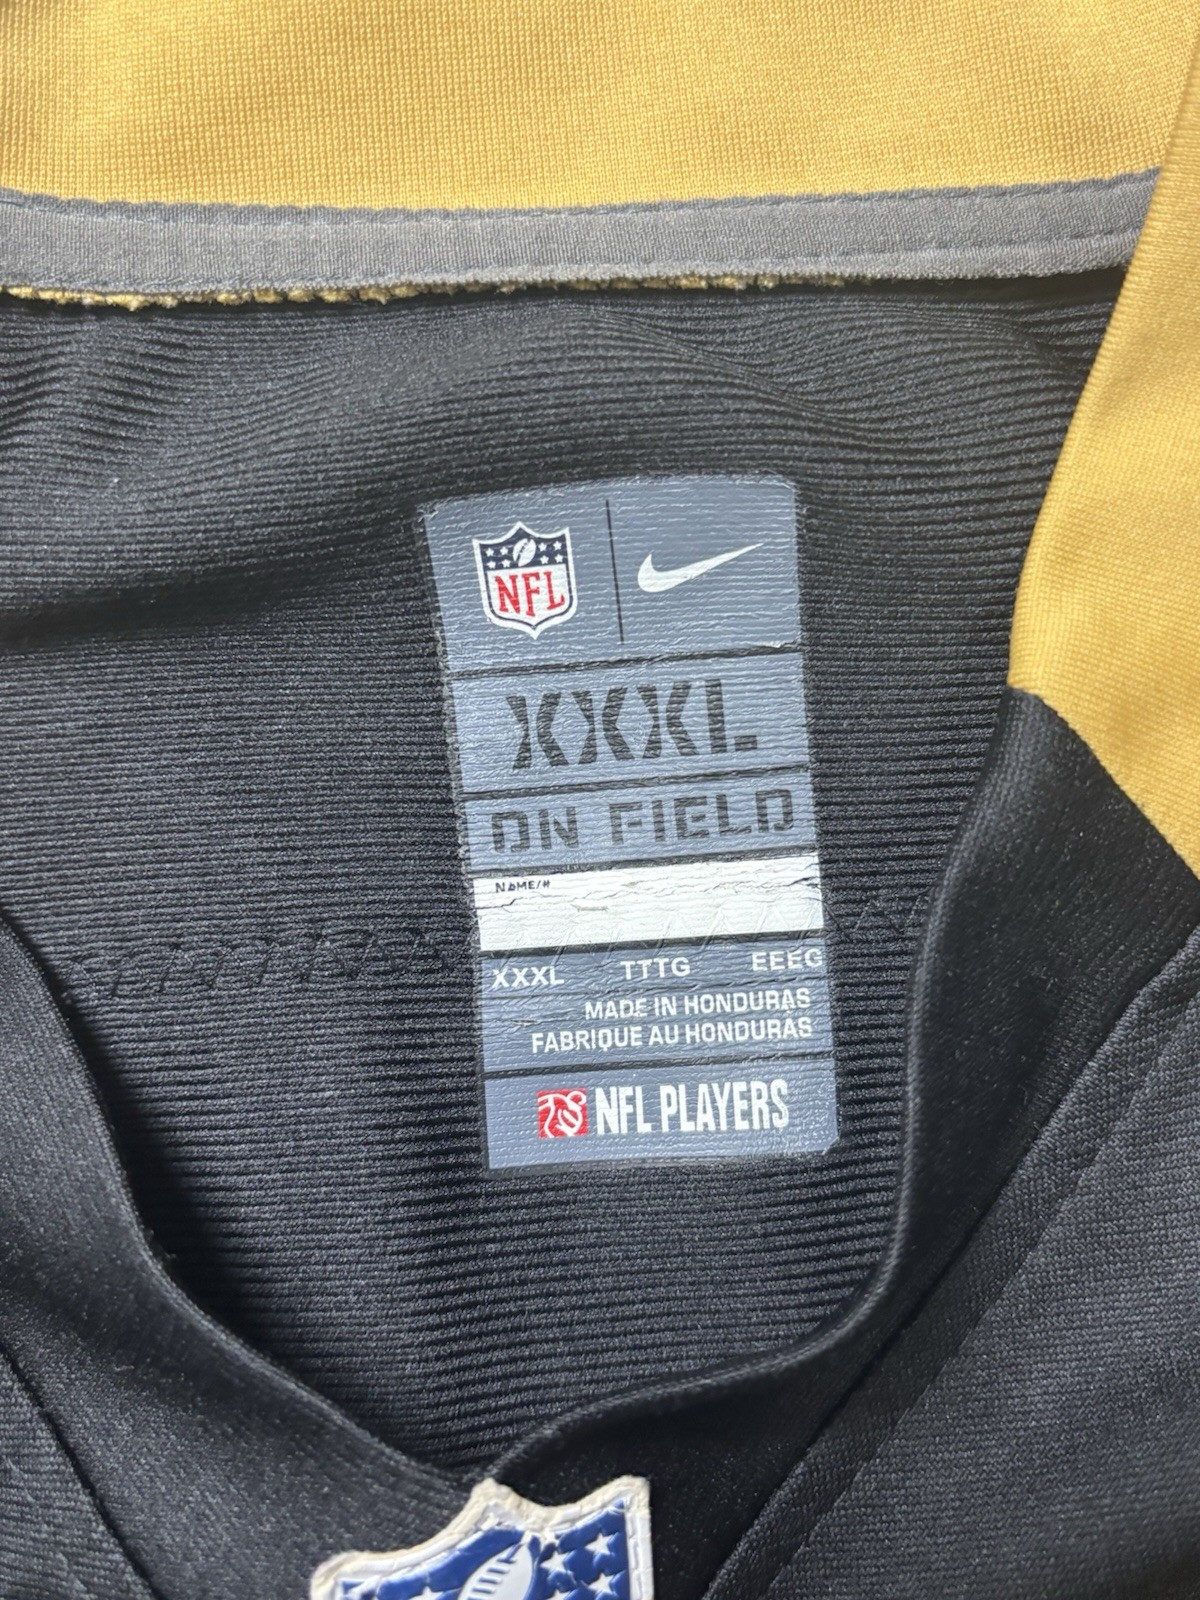 NFL
XXXL
ON FIELD
NAME/#
XXXL TTTG EEEG
MADE IN HONDURAS
FABRIQUE AU HONDURAS
NFL PLAYERS